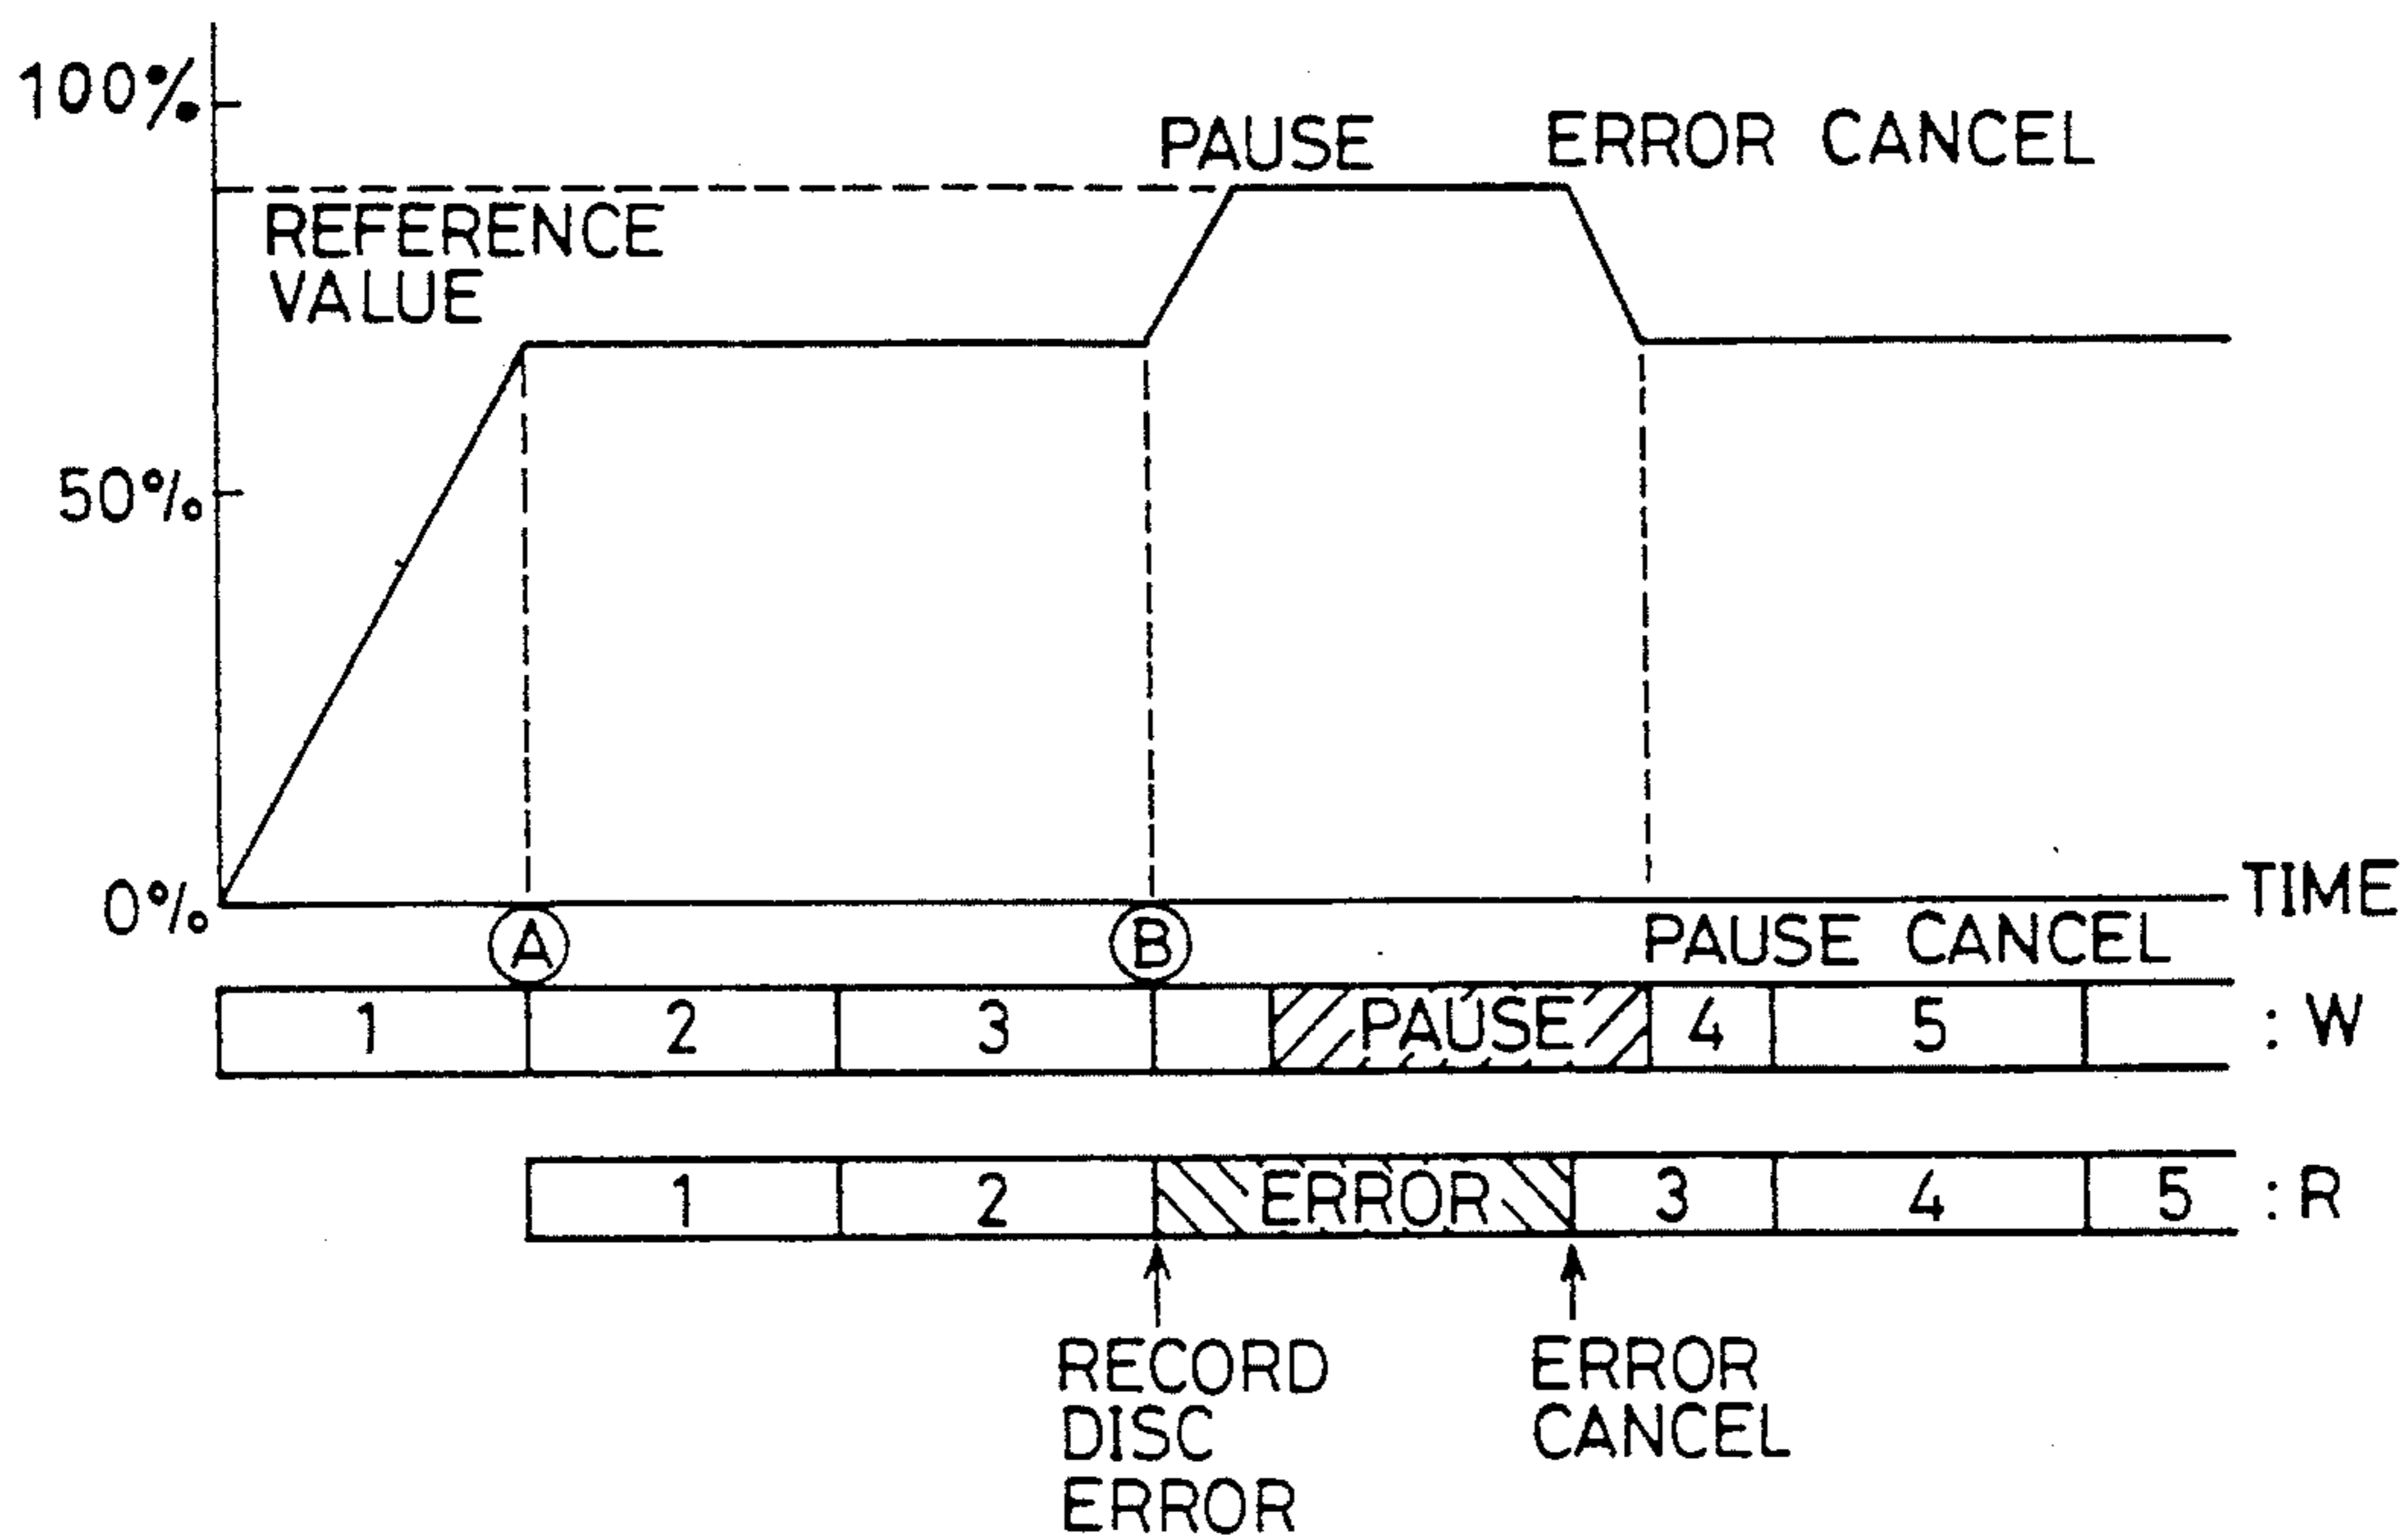 100%
PAUSE
ERROR CANCEL
REFERENCE
VALUE
50%
0%
TIME
A
B
PAUSE CANCEL
1 2 3 PAUSE 4 5 : W
1 2 ERROR 3 4 5 : R
RECORD
DISC
ERROR
ERROR
CANCEL